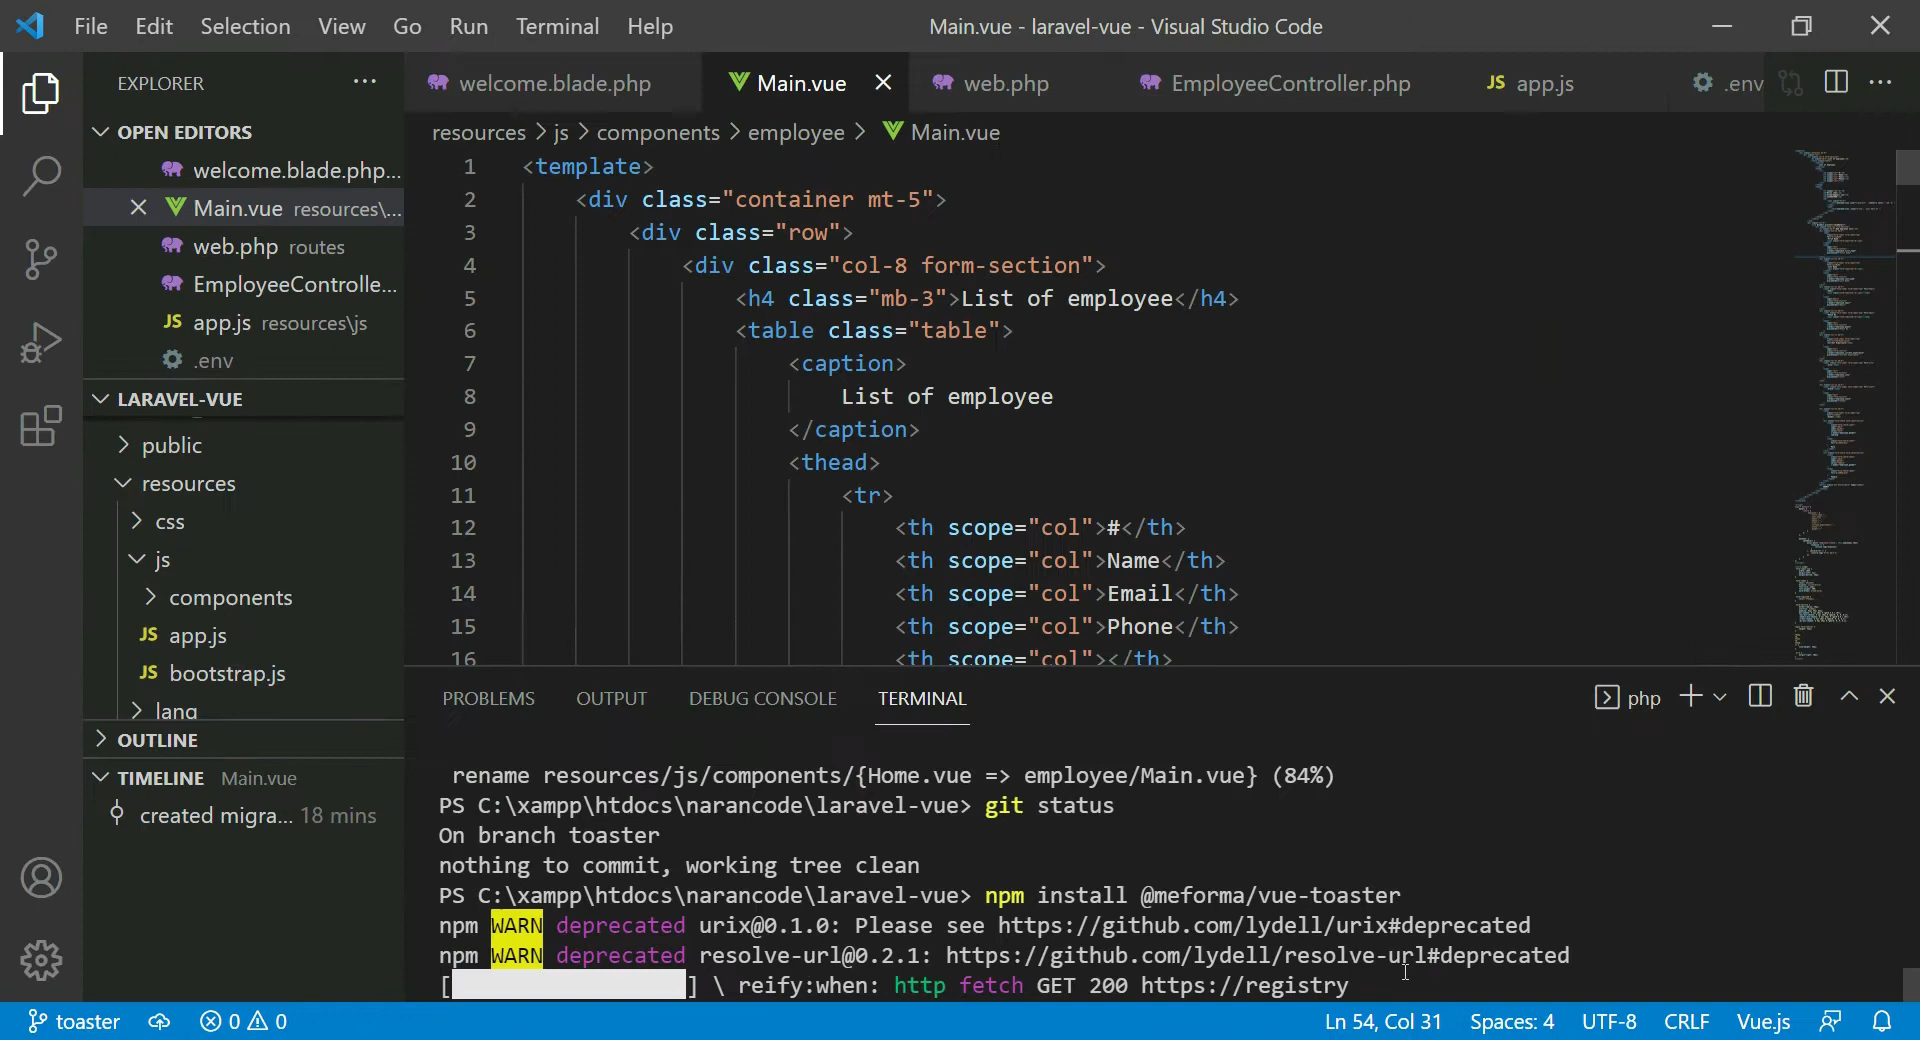 File Edit Selection View Go Run Terminal Help Main.vue - laravel-vue - Visual Studio Code
EXPLORER
OPEN EDITORS
welcome.blade.php...
Main.vue resources\...
web.php routes
EmployeeControlle...
JS app.js resources\js
.env
LARAVEL-VUE
public
resources
css
js
components
JS app.js
JS bootstrap.js
lang
OUTLINE
TIMELINE Main.vue
created migra... 18 mins
welcome.blade.php Main.vue web.php EmployeeController.php JS app.js .env
resources > js > components > employee > Main.vue
1 <template>
2 <div class="container mt-5">
3 <div class="row">
4 <div class="col-8 form-section">
5 <h4 class="mb-3">List of employee</h4>
6 <table class="table">
7 <caption>
8 List of employee
9 </caption>
10 <thead>
11 <tr>
12 <th scope="col">#</th>
13 <th scope="col">Name</th>
14 <th scope="col">Email</th>
15 <th scope="col">Phone</th>
16 <th scope="col"></th>
PROBLEMS OUTPUT DEBUG CONSOLE TERMINAL php
rename resources/js/components/{Home.vue => employee/Main.vue} (84%)
PS C:\xampp\htdocs\narancode\laravel-vue> git status
On branch toaster
nothing to commit, working tree clean
PS C:\xampp\htdocs\narancode\laravel-vue> npm install @meforma/vue-toaster
npm WARN deprecated urix@0.1.0: Please see https://github.com/lydell/urix#deprecated
npm WARN deprecated resolve-url@0.2.1: https://github.com/lydell/resolve-url#deprecated
[ ] \ reify:when: http fetch GET 200 https://registry
toaster 0 0 Ln 54, Col 31 Spaces: 4 UTF-8 CRLF Vue.js